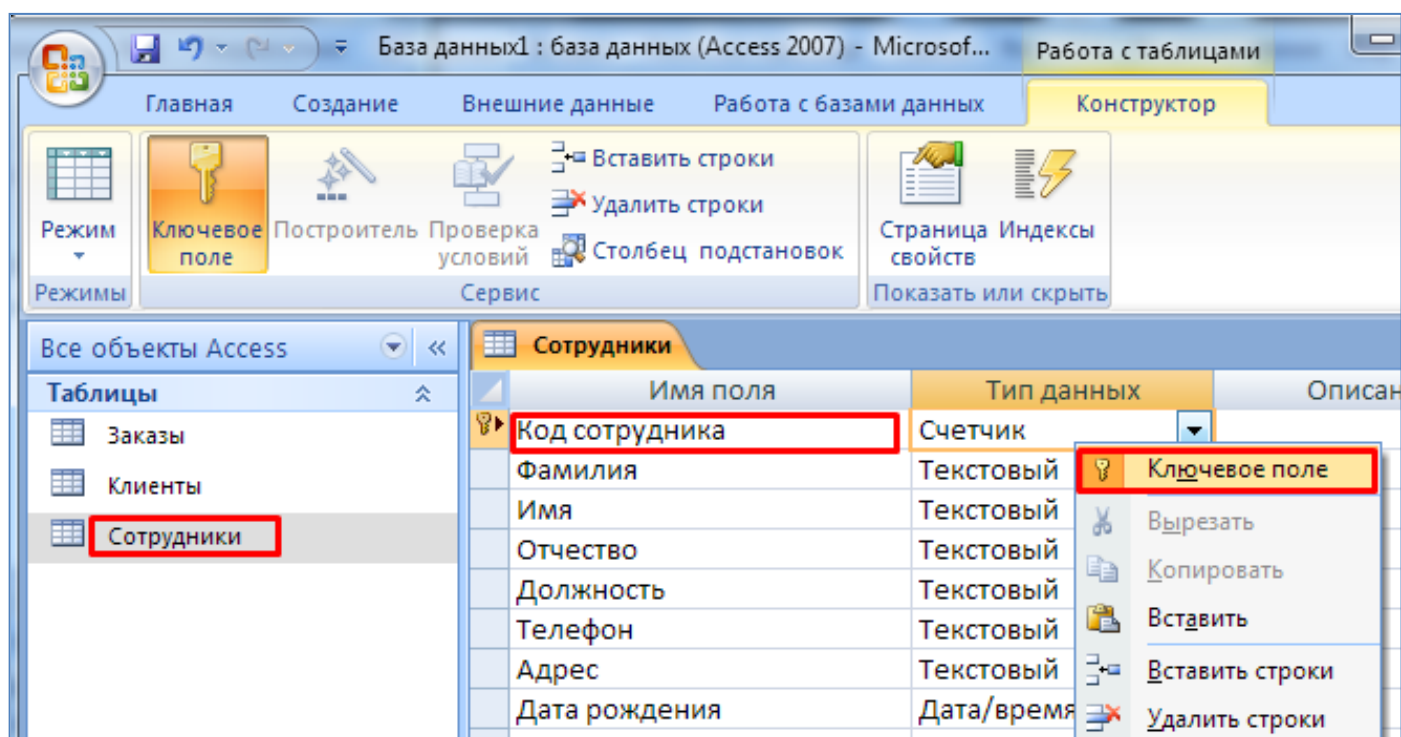 База данных1 : база данных (Access 2007) - Microsof...
Работа с таблицами
Главная Создание Внешние данные Работа с базами данных Конструктор
Режим
Ключевое поле
Построитель
Проверка условий
Вставить строки
Удалить строки
Столбец подстановок
Страница свойств
Индексы
Режимы
Сервис
Показать или скрыть
Все объекты Access
Таблицы
Заказы
Клиенты
Сотрудники
Сотрудники
Имя поля Тип данных Описан
Код сотрудника Счетчик
Фамилия Текстовый
Имя Текстовый
Отчество Текстовый
Должность Текстовый
Телефон Текстовый
Адрес Текстовый
Дата рождения Дата/время
Ключевое поле
Вырезать
Копировать
Вставить
Вставить строки
Удалить строки